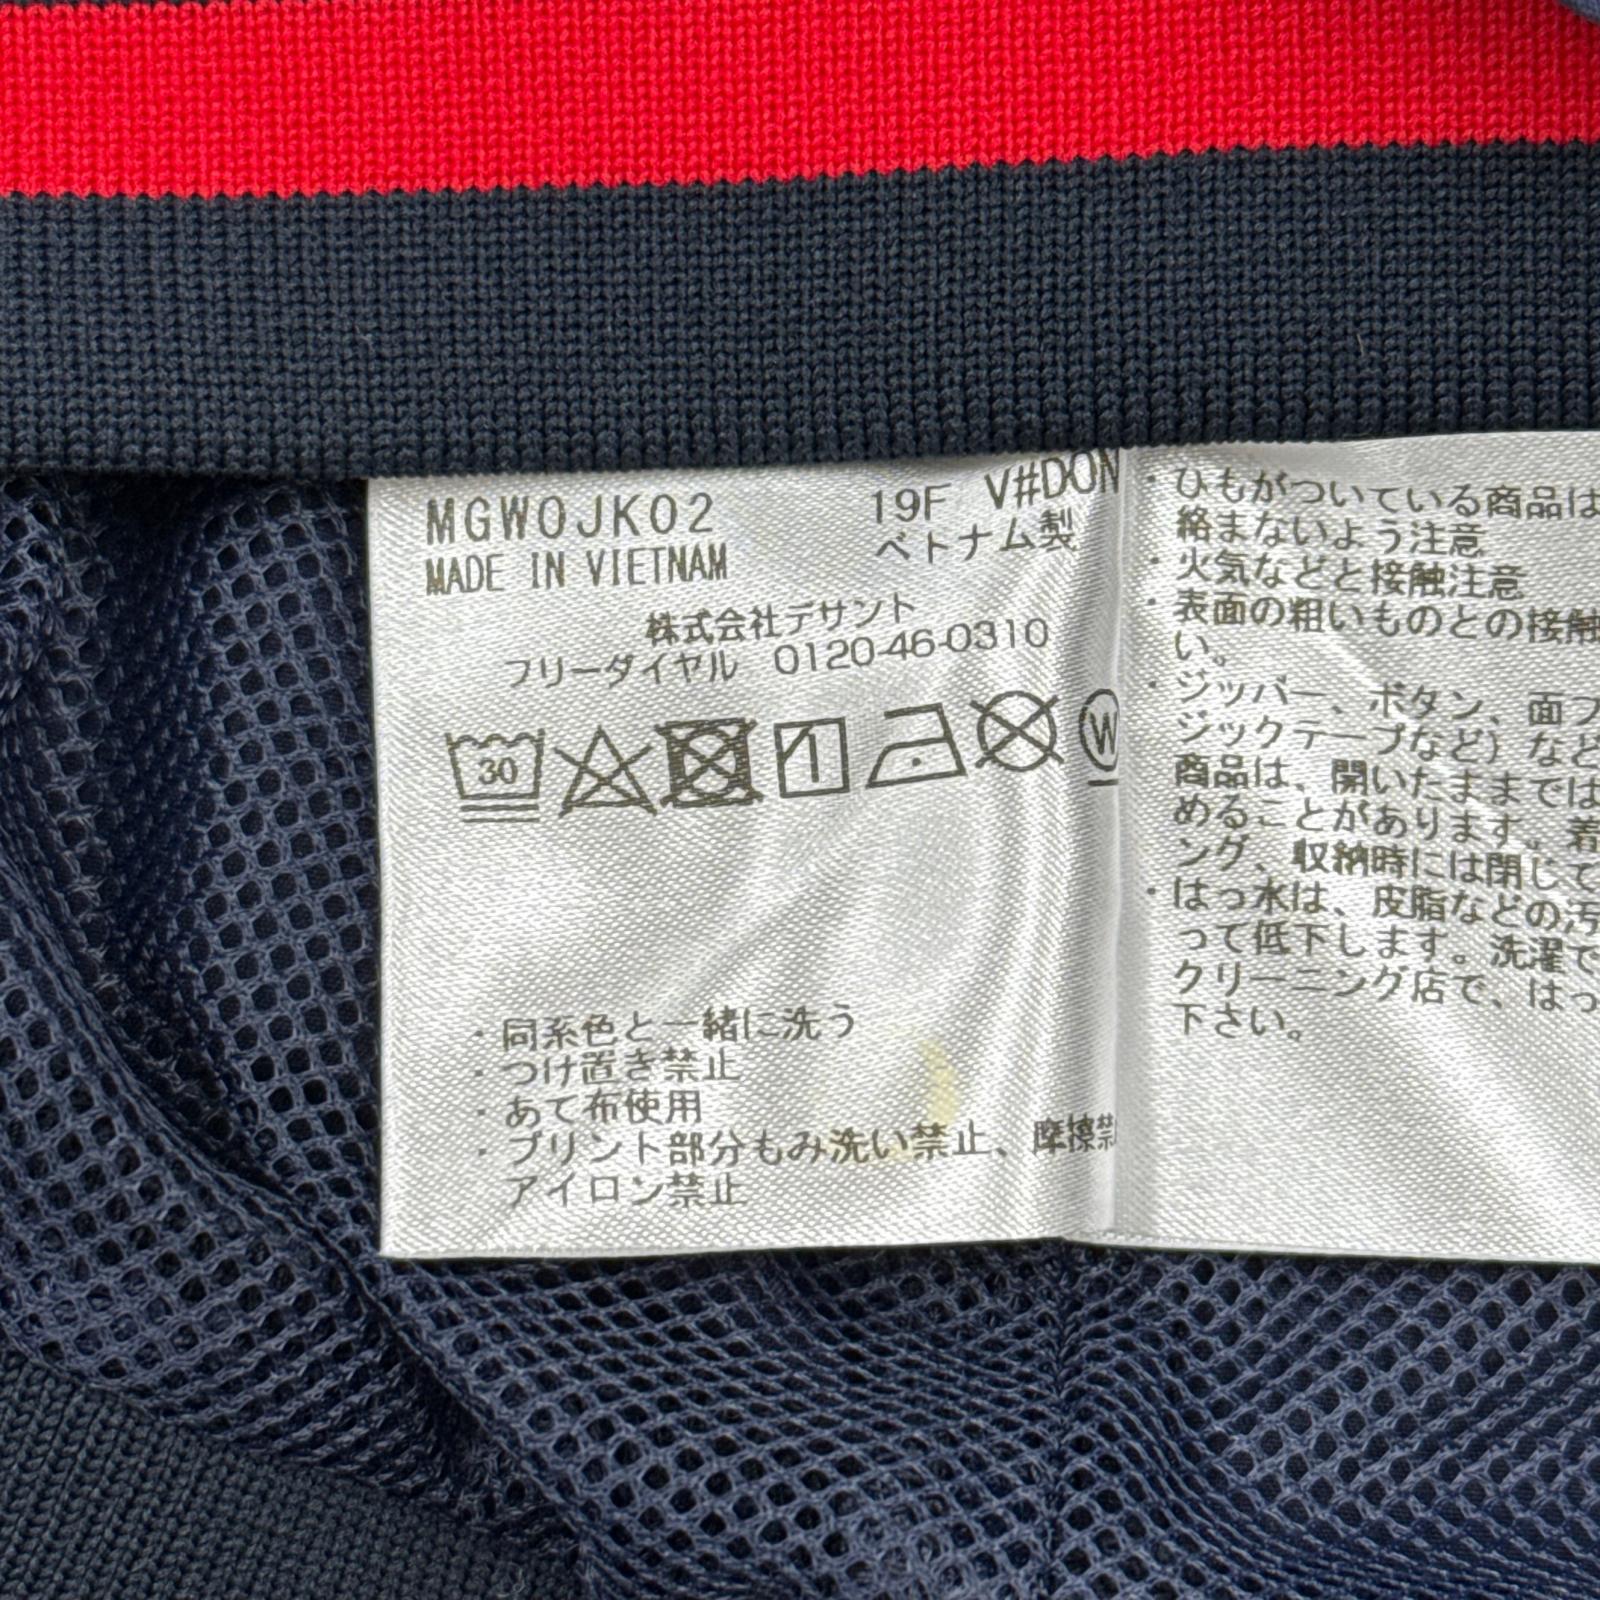 MGWOJK02 19F V#DON
MADE IN VIETNAM ベトナム製
株式会社デサント
フリーダイヤル 0120-46-0310
30
W
・同系色と一緒に洗う
・つけ置き禁止
・あて布使用
・プリント部分もみ洗い禁止、摩擦禁
アイロン禁止
・ひもがついている商品は
絡まないよう注意
・火気などと接触注意
・表面の粗いものとの接触
い。
・ジッパー、ボタン、面フ
ジックテープなど）など
商品は、開いたままでは
めることがあります。着
ング、収納時には閉じて
・はっ水は、皮脂などの汚
って低下します。洗濯で
クリーニング店で、はっ
下さい。